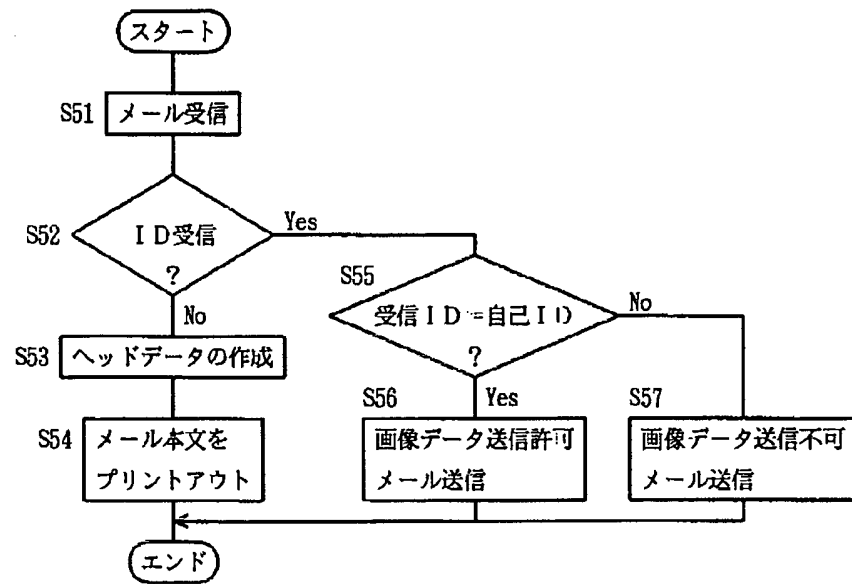 スタート
S51 メール受信
S52 ID受信
?
Yes
No
S53 ヘッドデータの作成
S54 メール本文を
プリントアウト
S55
受信ID=自己ID
?
No
Yes
S56
画像データ送信許可
メール送信
S57
画像データ送信不可
メール送信
エンド